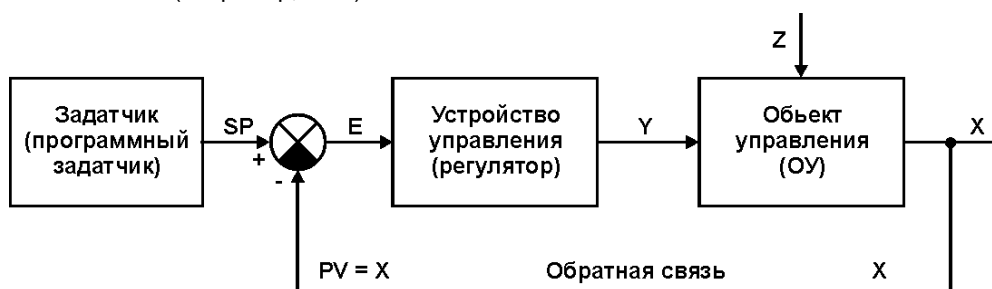 Z
Задатчик
(программный
задатчик)
SP
+
-
E
Устройство
управления
(регулятор)
Y
Обьект
управления
(ОУ)
X
PV = X
Обратная связь
X